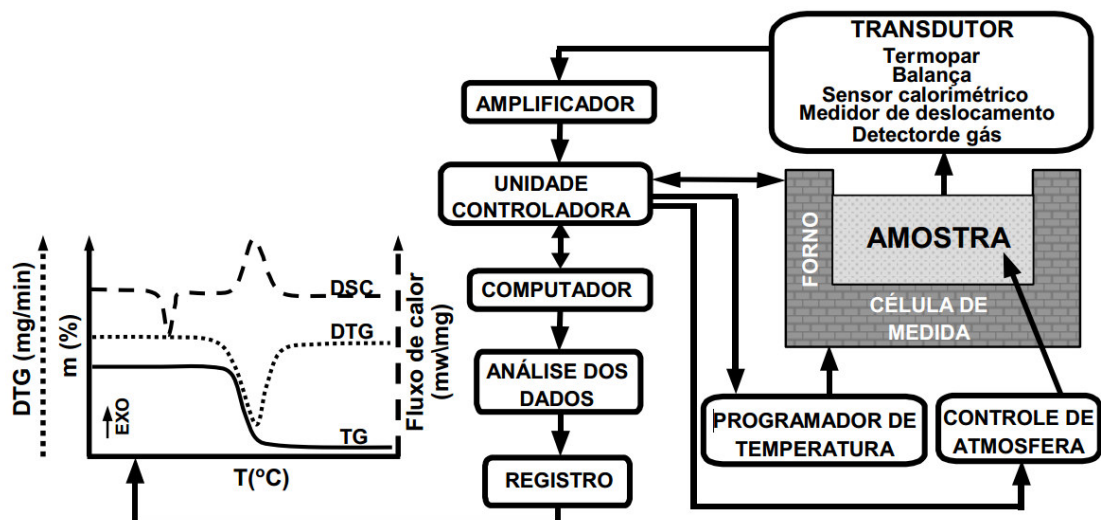 TRANSDUTOR
Termopar
Balança
Sensor calorimétrico
Medidor de deslocamento
Detectorde gás
AMPLIFICADOR
UNIDADE
CONTROLADORA
FORNO
AMOSTRA
CÉLULA DE
MEDIDA
COMPUTADOR
ANÁLISE DOS
DADOS
PROGRAMADOR DE
TEMPERATURA
CONTROLE DE
ATMOSFERA
REGISTRO
DTG (mg/min)
m (%)
DSC
DTG
TG
EXO
Fluxo de calor
(mw\mg)
T(ºC)